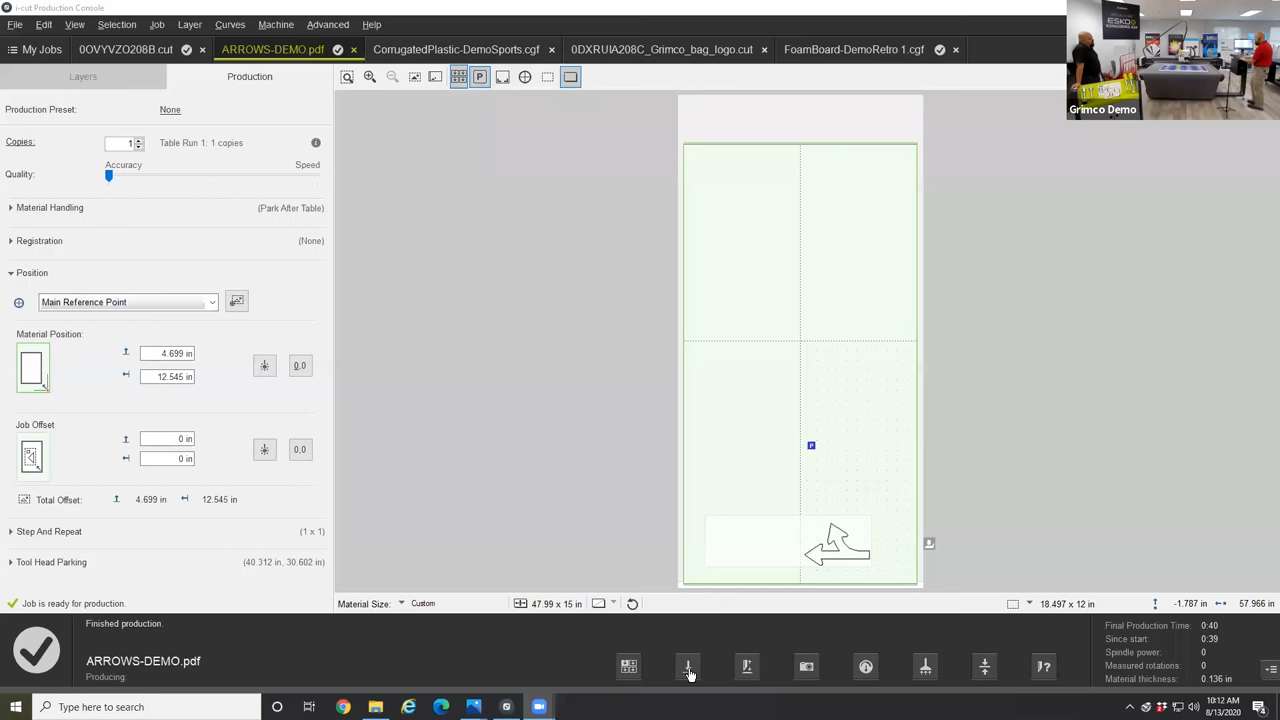 i-cut Production Console
File Edit View Selection Job Layer Curves Machine Advanced Help
My Jobs 0OVYVZO208B.cut ARROWS-DEMO.pdf CorrugatedPlastic-DemoSports.cgf 0DXRUIA208C_Grimco_bag_logo.cut FoamBoard-DemoRetro 1.cgf
Layers Production
Production Preset: None
Copies: 1 Table Run 1: 1 copies
Accuracy Speed
Quality:
Material Handling (Park After Table)
Registration (None)
Position
Main Reference Point
Material Position:
4.699 in
12.545 in
0,0
Job Offset
0 in
0 in
0,0
Total Offset: 4.699 in 12.545 in
Step And Repeat (1 x 1)
Tool Head Parking (40.312 in, 30.602 in)
Job is ready for production.
P
P
Material Size: Custom 47.99 x 15 in 18.497 x 12 in -1.787 in 57.966 in
Finished production.
ARROWS-DEMO.pdf
Producing:
Final Production Time: 0:40
Since start: 0:39
Spindle power: 0
Measured rotations: 0
Material thickness: 0.136 in
ESKO
Grimco Demo
Type here to search
10:12 AM
8/13/2020
4